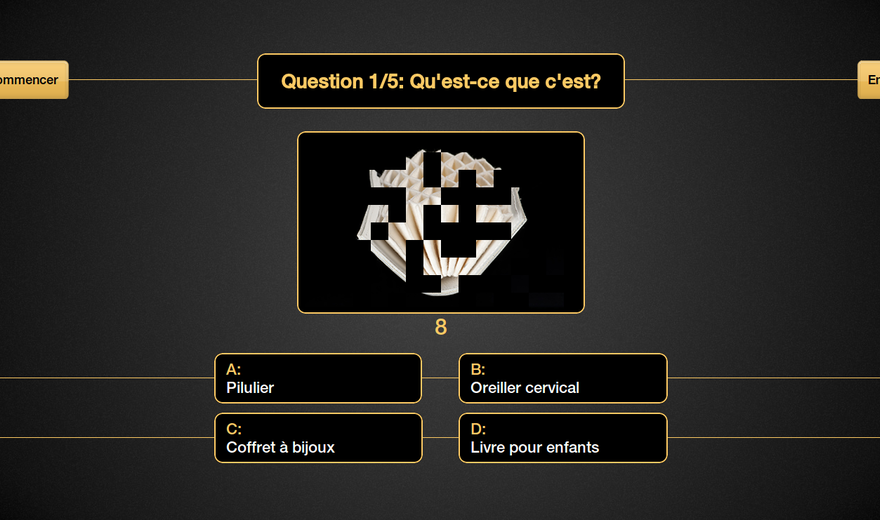 ommencer
Question 1/5: Qu'est-ce que c'est?
En
8
A:
Pilulier
B:
Oreiller cervical
C:
Coffret à bijoux
D:
Livre pour enfants